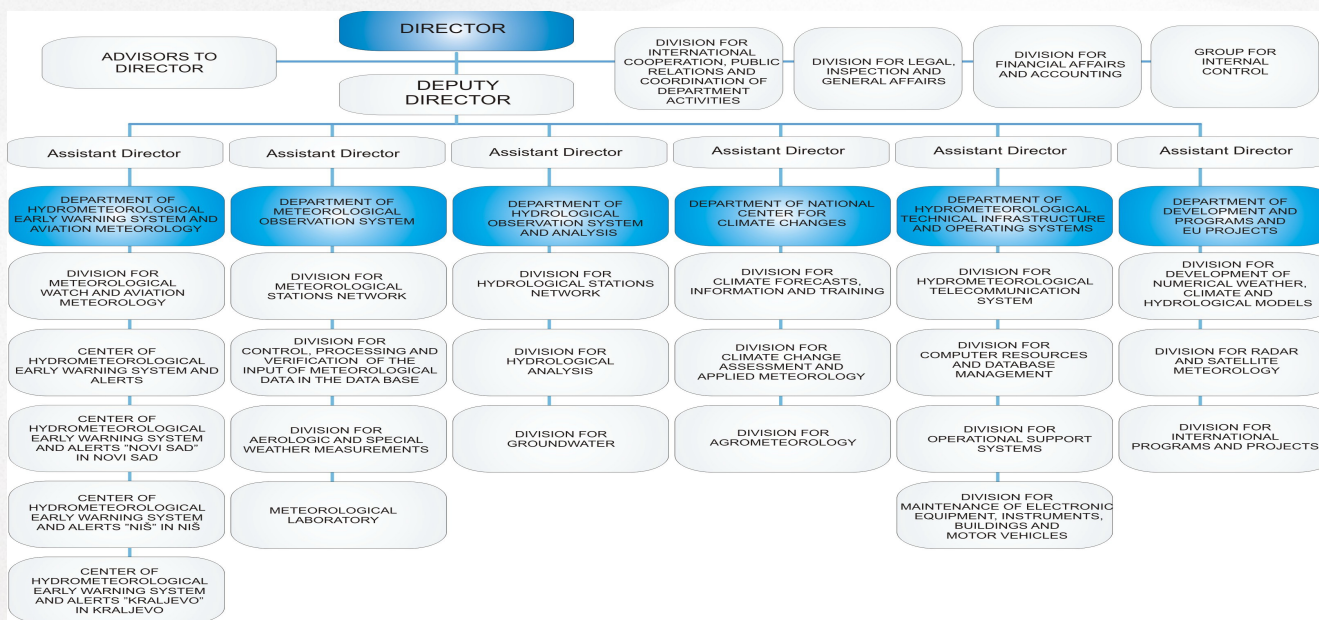 DIRECTOR
ADVISORS TO
DIRECTOR
DIVISION FOR
INTERNATIONAL
COOPERATION, PUBLIC
RELATIONS AND
COORDINATION OF
DEPARTMENT
ACTIVITIES
DIVISION FOR LEGAL,
INSPECTION AND
GENERAL AFFAIRS
DIVISION FOR
FINANCIAL AFFAIRS
AND ACCOUNTING
GROUP FOR
INTERNAL
CONTROL
DEPUTY
DIRECTOR
Assistant Director
Assistant Director
Assistant Director
Assistant Director
Assistant Director
Assistant Director
DEPARTMENT OF
HYDROMETEOROLOGICAL
EARLY WARNING SYSTEM AND
AVIATION METEOROLOGY
DEPARTMENT OF
METEOROLOGICAL
OBSERVATION SYSTEM
DEPARTMENT OF
HYDROLOGICAL
OBSERVATION SYSTEM
AND ANALYSIS
DEPARTMENT OF NATIONAL
CENTER FOR
CLIMATE CHANGES
DEPARTMENT OF
HYDROMETEOROLOGICAL
TECHNICAL INFRASTRUCTURE
AND OPERATING SYSTEMS
DEPARTMENT OF
DEVELOPMENT AND
PROGRAMS AND
EU PROJECTS
DIVISION FOR
METEOROLOGICAL
WATCH AND AVIATION
METEOROLOGY
DIVISION FOR
METEOROLOGICAL
STATIONS NETWORK
DIVISION FOR
HYDROLOGICAL STATIONS
NETWORK
DIVISION FOR
CLIMATE FORECASTS,
INFORMATION AND TRAINING
DIVISION FOR
HYDROMETEOROLOGICAL
TELECOMMUNICATION
SYSTEM
DIVISION FOR
DEVELOPMENT OF
NUMERICAL WEATHER,
CLIMATE AND
HYDROLOGICAL MODELS
CENTER OF
HYDROMETEOROLOGICAL
EARLY WARNING SYSTEM AND
ALERTS
DIVISION FOR
CONTROL, PROCESSING AND
VERIFICATION OF THE
INPUT OF METEOROLOGICAL
DATA IN THE DATA BASE
DIVISION FOR
HYDROLOGICAL
ANALYSIS
DIVISION FOR
CLIMATE CHANGE
ASSESSMENT AND
APPLIED METEOROLOGY
DIVISION FOR
COMPUTER RESOURCES
AND DATABASE
MANAGEMENT
DIVISION FOR RADAR
AND SATELLITE
METEOROLOGY
CENTER OF
HYDROMETEOROLOGICAL
EARLY WARNING SYSTEM
AND ALERTS "NOVI SAD"
IN NOVI SAD
DIVISION FOR
AEROLOGIC AND SPECIAL
WEATHER MEASUREMENTS
DIVISION FOR
GROUNDWATER
DIVISION FOR
AGROMETEOROLOGY
DIVISION FOR
OPERATIONAL SUPPORT
SYSTEMS
DIVISION FOR
INTERNATIONAL
PROGRAMS AND PROJECTS
CENTER OF
HYDROMETEOROLOGICAL
EARLY WARNING SYSTEM
AND ALERTS "NIŠ" IN NIŠ
METEOROLOGICAL
LABORATORY
DIVISION FOR
MAINTENANCE OF ELECTRONIC
EQUIPMENT, INSTRUMENTS,
BUILDINGS AND
MOTOR VEHICLES
CENTER OF
HYDROMETEOROLOGICAL
EARLY WARNING SYSTEM
AND ALERTS "KRALJEVO"
IN KRALJEVO